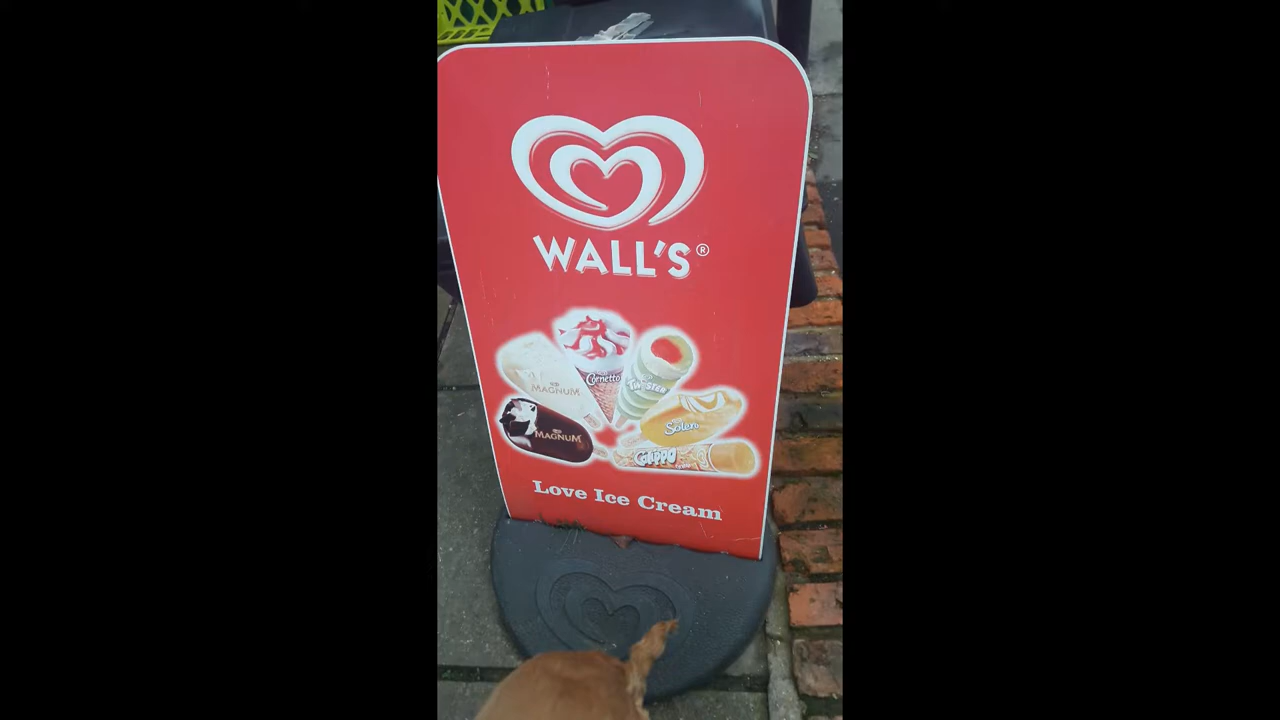 WALL'S®
Cornetto
MAGNUM
TWISTER
MAGNUM
Solero
Calippo
Love Ice Cream